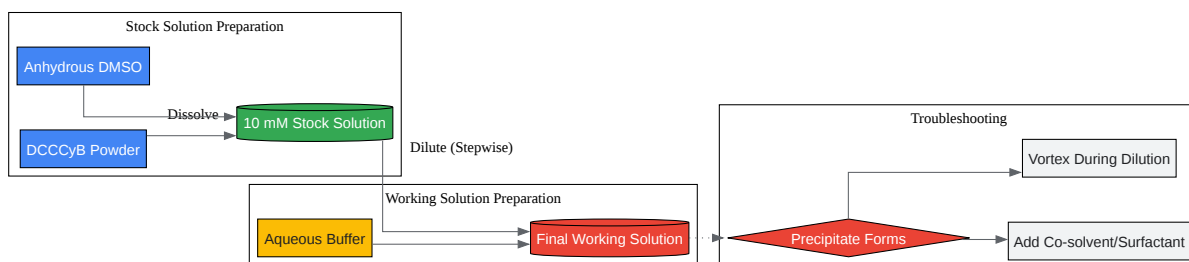 Stock Solution Preparation
Anhydrous DMSO
Dissolve
10 mM Stock Solution
DCCCyB Powder
Dilute (Stepwise)
Working Solution Preparation
Aqueous Buffer
Final Working Solution
Troubleshooting
Vortex During Dilution
Precipitate Forms
Add Co-solvent/Surfactant